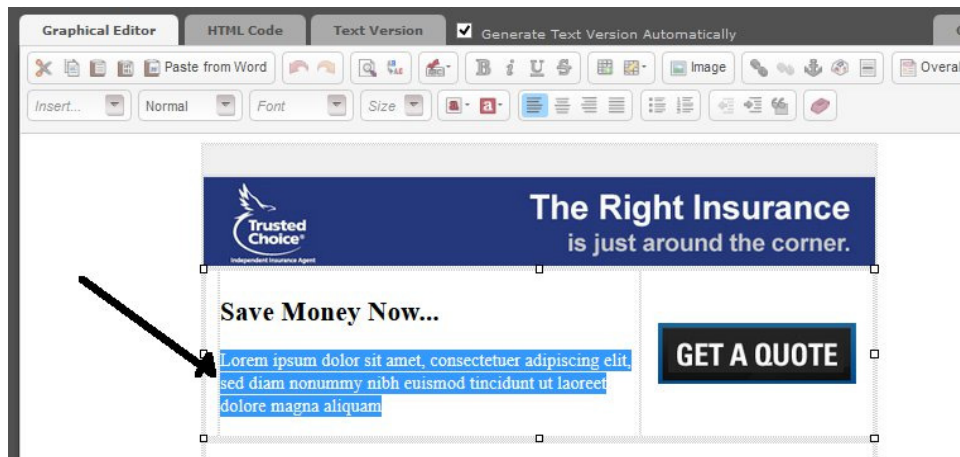 Graphical Editor HTML Code Text Version Generate Text Version Automatically
Paste from Word B i U S Image Overal
Insert... Normal Font Size a a
The Right Insurance
is just around the corner.
Trusted
Choice®
Independent Insurance Agent
Save Money Now...
Lorem ipsum dolor sit amet, consectetuer adipiscing elit,
sed diam nonummy nibh euismod tincidunt ut laoreet
dolore magna aliquam
GET A QUOTE